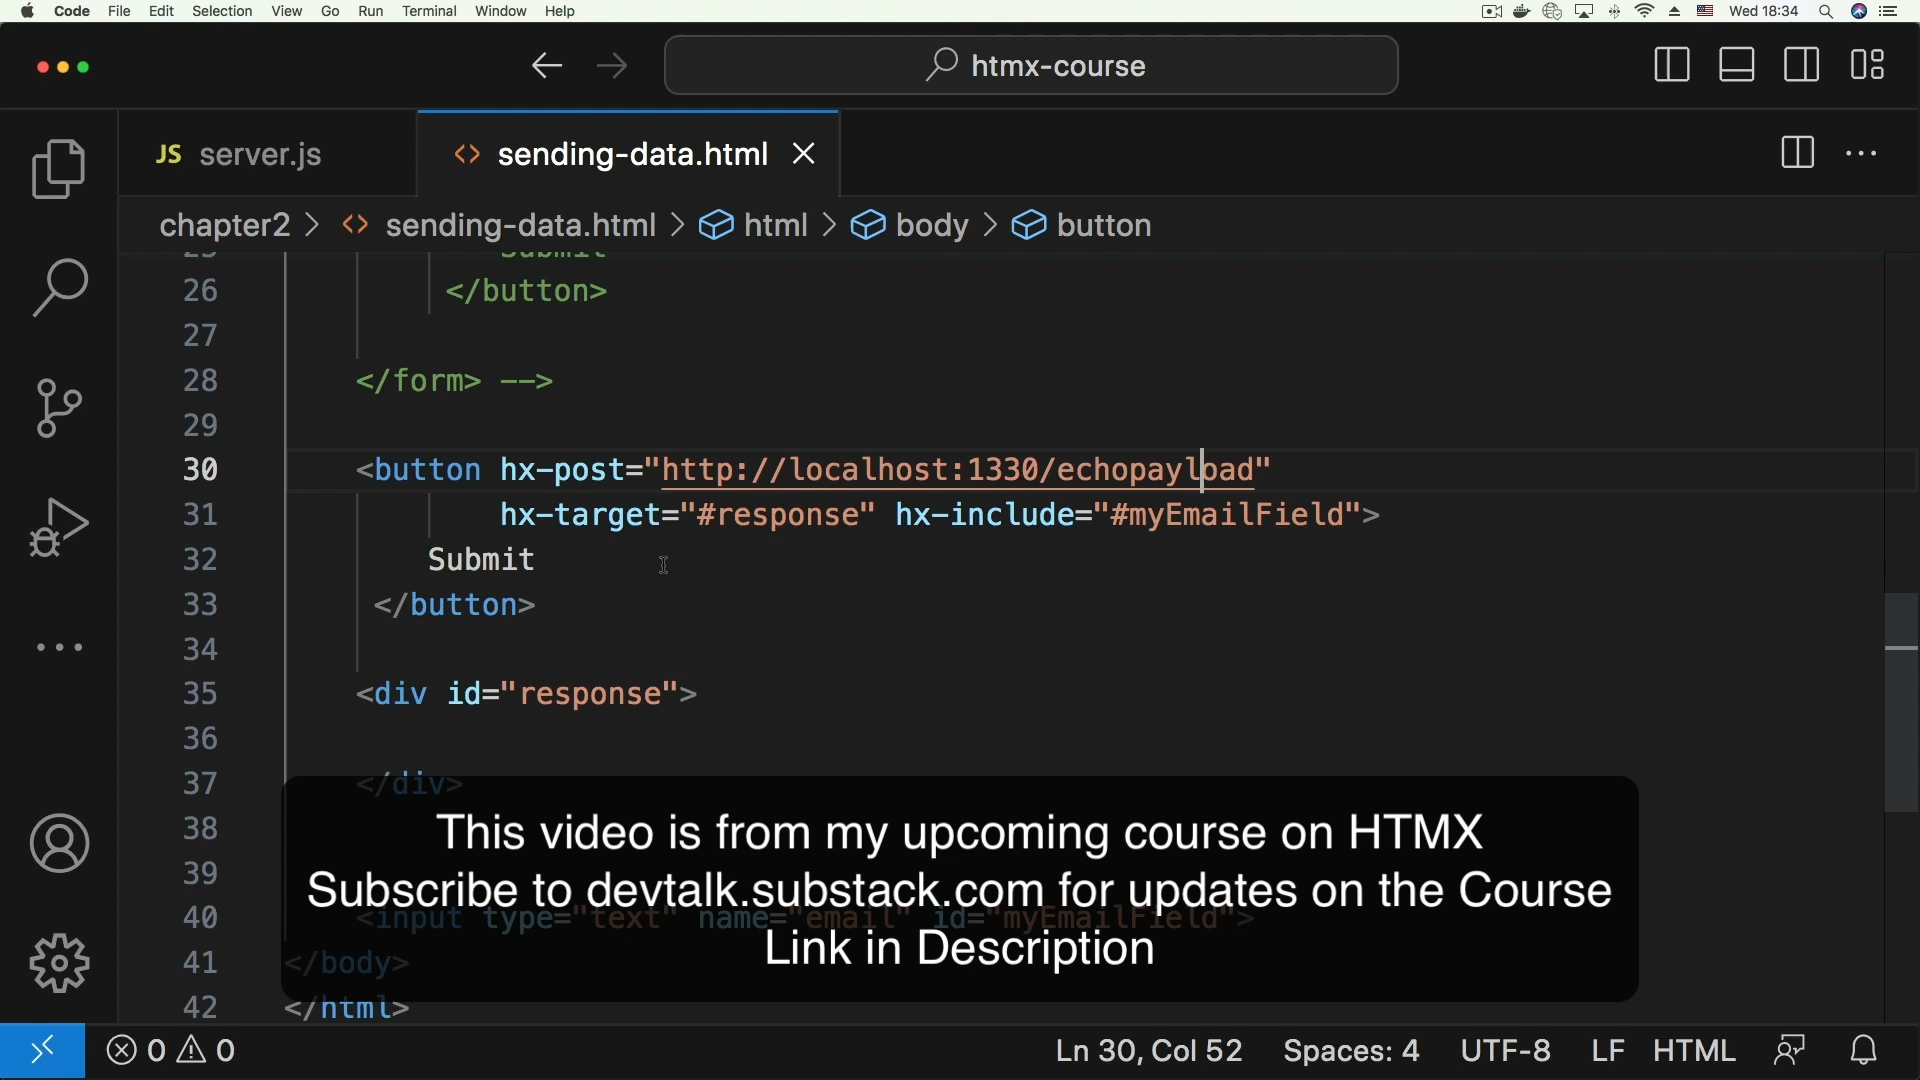 Code File Edit Selection View Go Run Terminal Window Help Wed 18:34
htmx-course
JS server.js <> sending-data.html
chapter2 > <> sending-data.html > html > body > button
25 Submit
26 </button>
27
28 </form> -->
29
30 <button hx-post="http://localhost:1330/echopayload"
31 hx-target="#response" hx-include="#myEmailField">
32 Submit
33 </button>
34
35 <div id="response">
36
37 </div>
38
39
40 <input type="text" name="email" id="myEmailField">
41 </body>
42 </html>
This video is from my upcoming course on HTMX
Subscribe to devtalk.substack.com for updates on the Course
Link in Description
0 0 Ln 30, Col 52 Spaces: 4 UTF-8 LF HTML